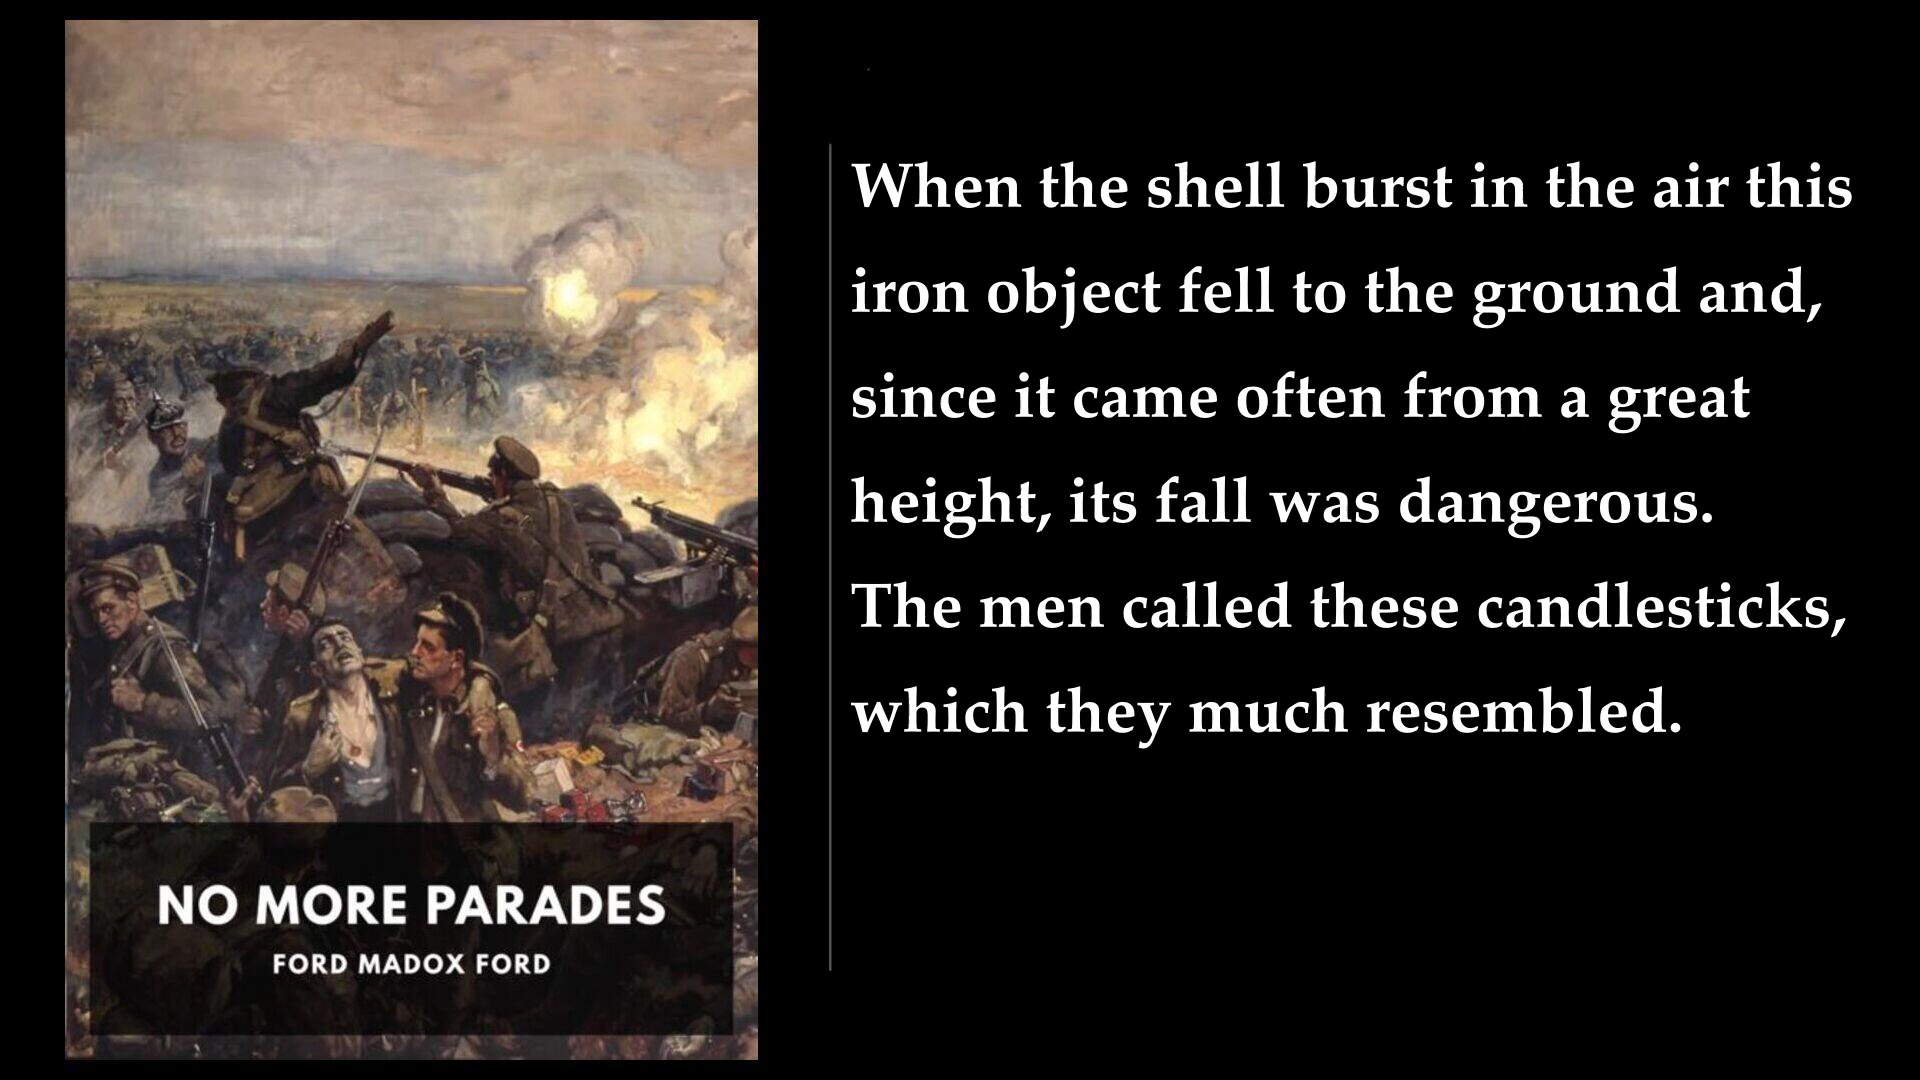 When the shell burst in the air this
iron object fell to the ground and,
since it came often from a great
height, its fall was dangerous.
The men called these candlesticks,
which they much resembled.
NO MORE PARADES
FORD MADOX FORD